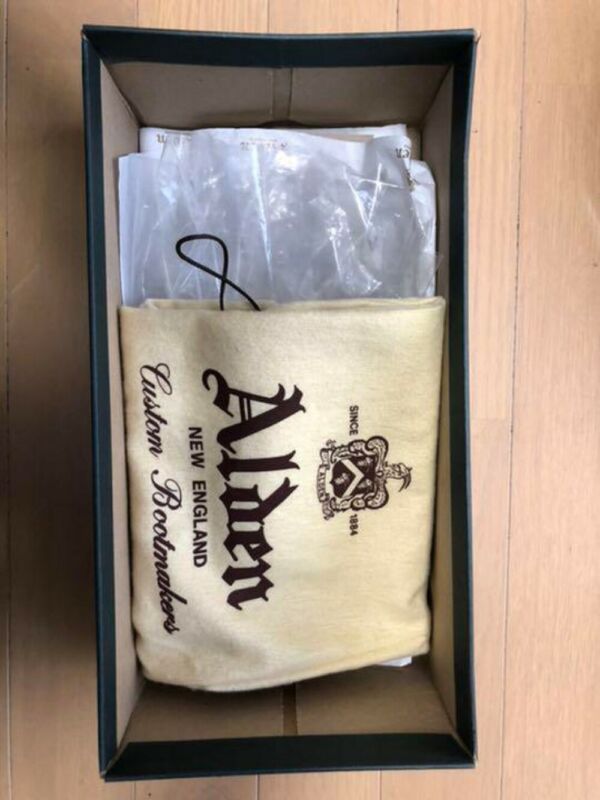 SINCE 1884
Alden
NEW ENGLAND
Custom Bootmakers